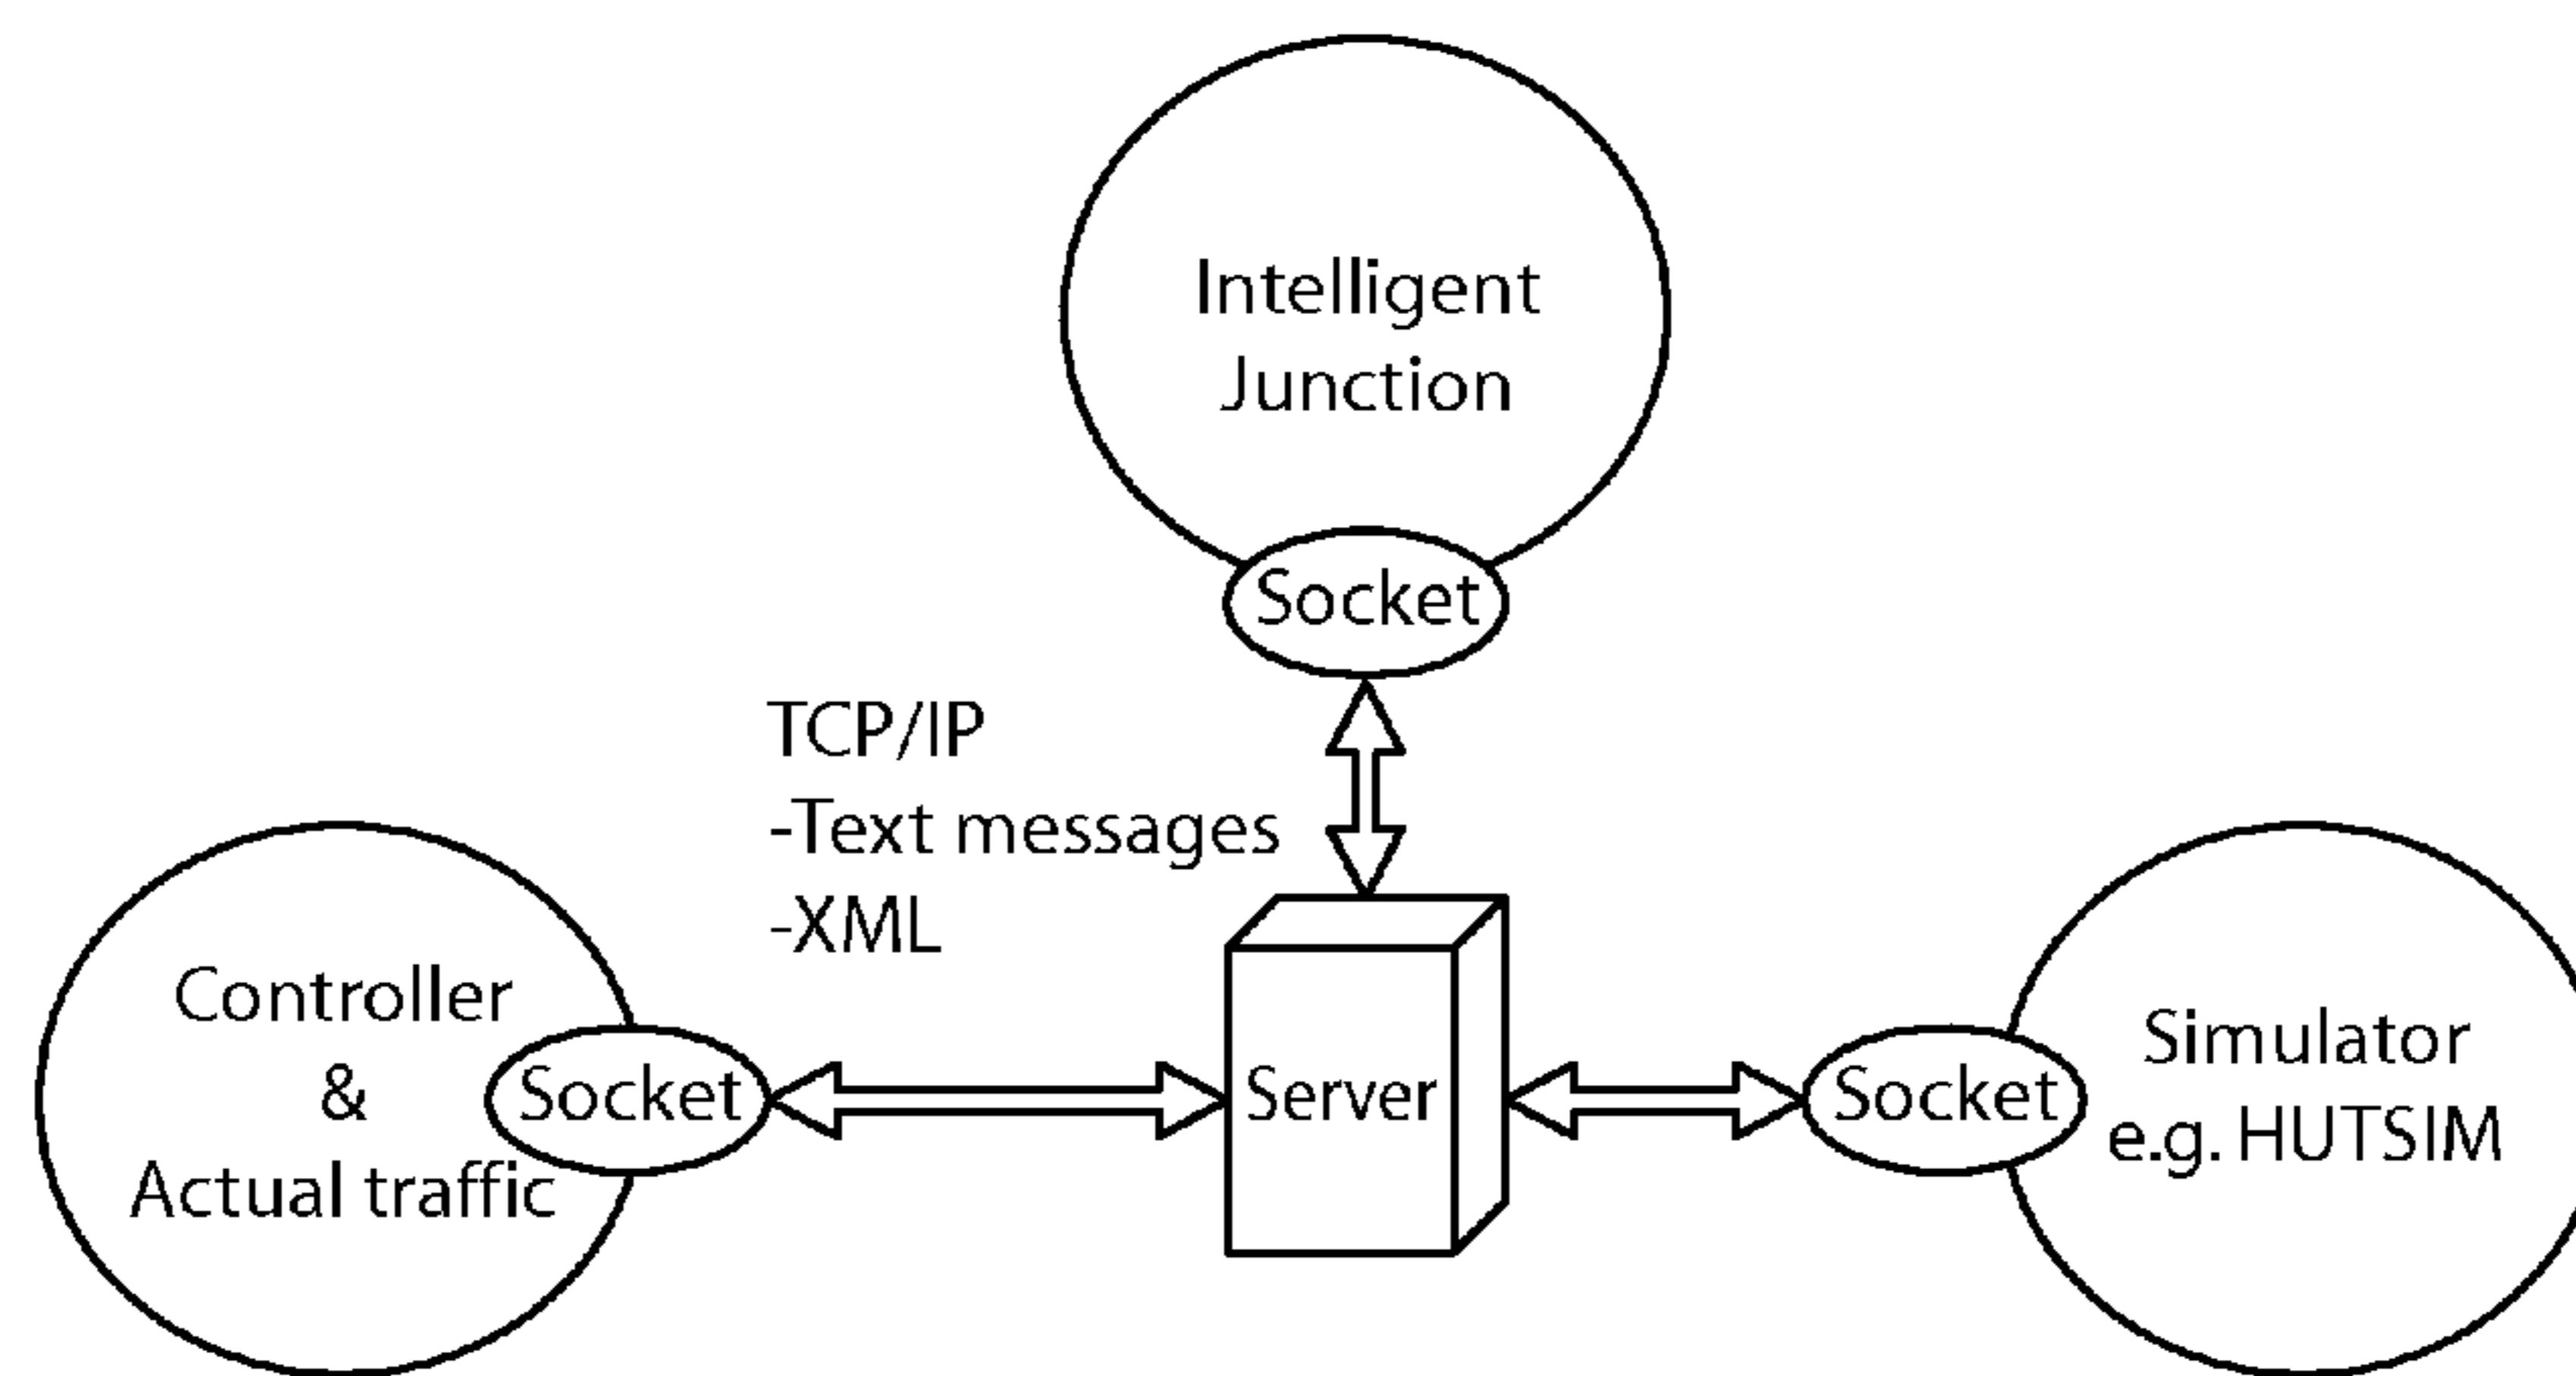 Intelligent
Junction
Socket
TCP/IP
-Text messages
-XML
Controller
&
Actual traffic
Socket
Server
Socket
Simulator
e.g. HUTSIM